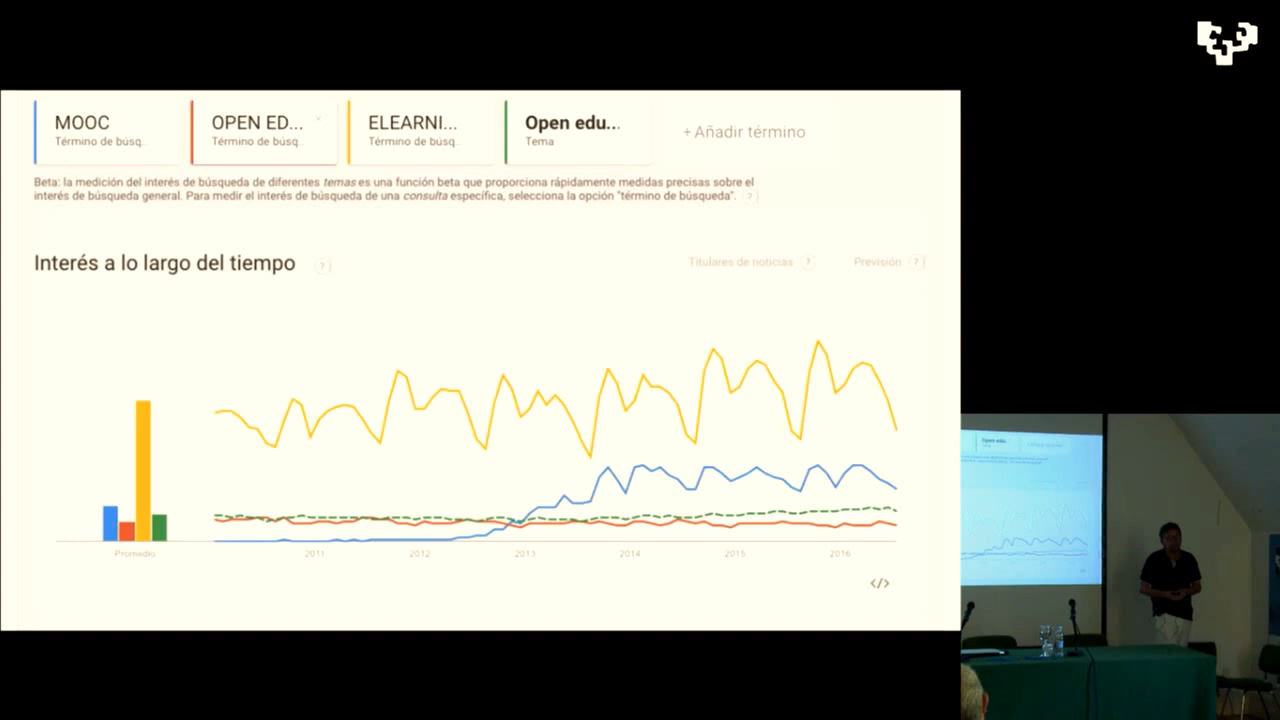 MOOC
Término de búsq..
OPEN ED...
Término de búsq..
ELEARNI...
Término de búsq..
Open edu...
Tema
+ Añadir término
Beta: la medición del interés de búsqueda de diferentes temas es una función beta que proporciona rápidamente medidas precisas sobre el
interés de búsqueda general. Para medir el interés de búsqueda de una consulta específica, selecciona la opción "término de búsqueda". ?
Interés a lo largo del tiempo ?
Titulares de noticias ?
Previsión ?
Promedio
2011 2012 2013 2014 2015 2016
</>
Open edu..